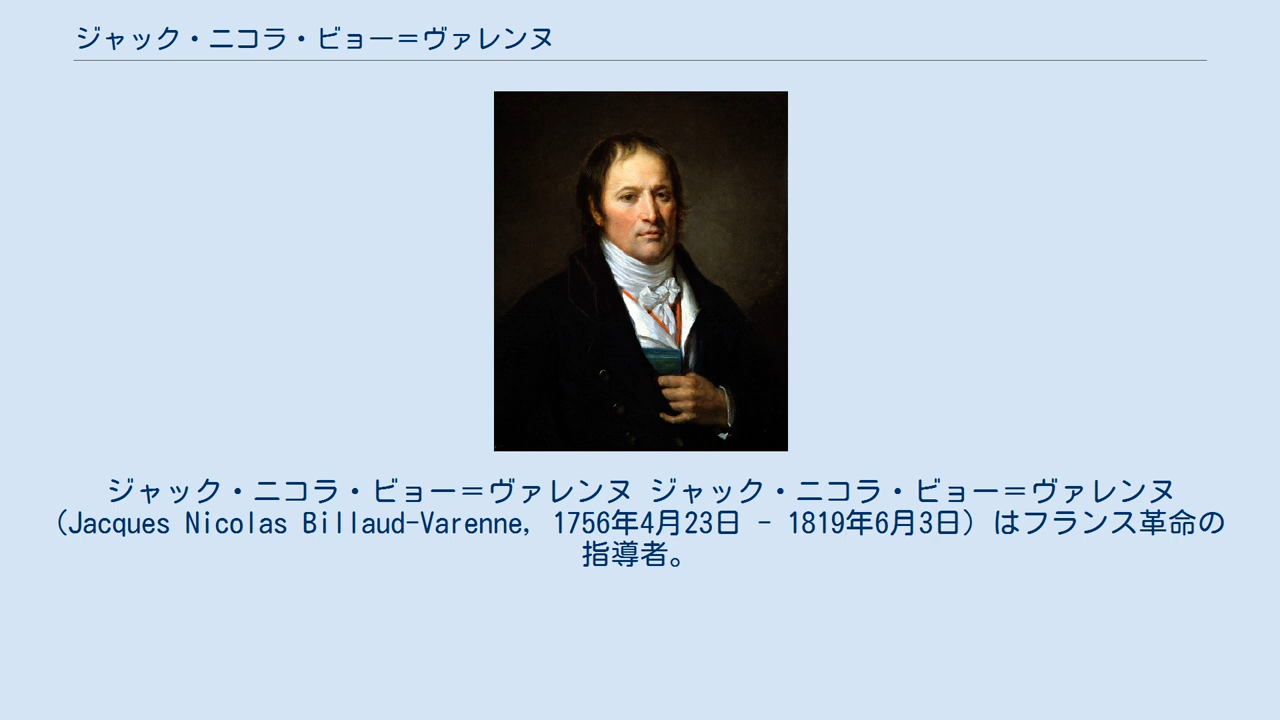 ジャック・ニコラ・ビョー＝ヴァレンヌ
ジャック・ニコラ・ビョー＝ヴァレンヌ ジャック・ニコラ・ビョー＝ヴァレンヌ
（Jacques Nicolas Billaud-Varenne, 1756年4月23日 - 1819年6月3日）はフランス革命の
指導者。